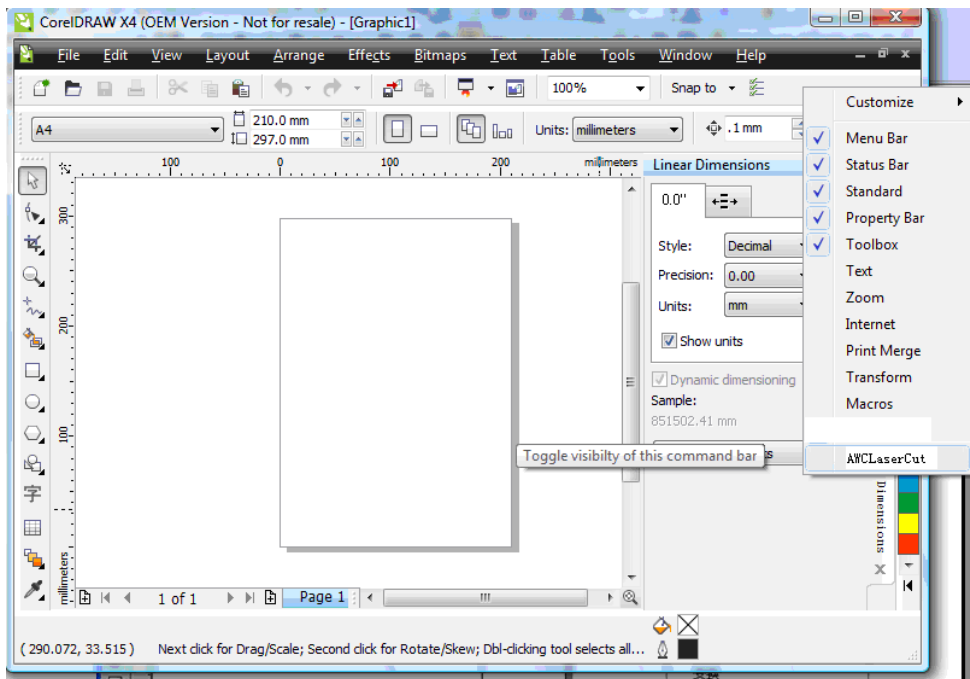 CorelDRAW X4 (OEM Version - Not for resale) - [Graphic1]
File Edit View Layout Arrange Effects Bitmaps Text Table Tools Window Help
100% Snap to
A4 210.0 mm
297.0 mm
Units: millimeters .1 mm
100 0 100 200 millimeters
300
200
100
millimeters
字
Linear Dimensions
0.0"
Style: Decimal
Precision: 0.00
Units: mm
Show units
Dynamic dimensioning
Sample:
851502.41 mm
Toggle visibilty of this command bar
Dimensions
Customize
Menu Bar
Status Bar
Standard
Property Bar
Toolbox
Text
Zoom
Internet
Print Merge
Transform
Macros
AWCLaserCut
1 of 1 Page 1
( 290.072, 33.515 ) Next click for Drag/Scale; Second click for Rotate/Skew; Dbl-clicking tool selects all...